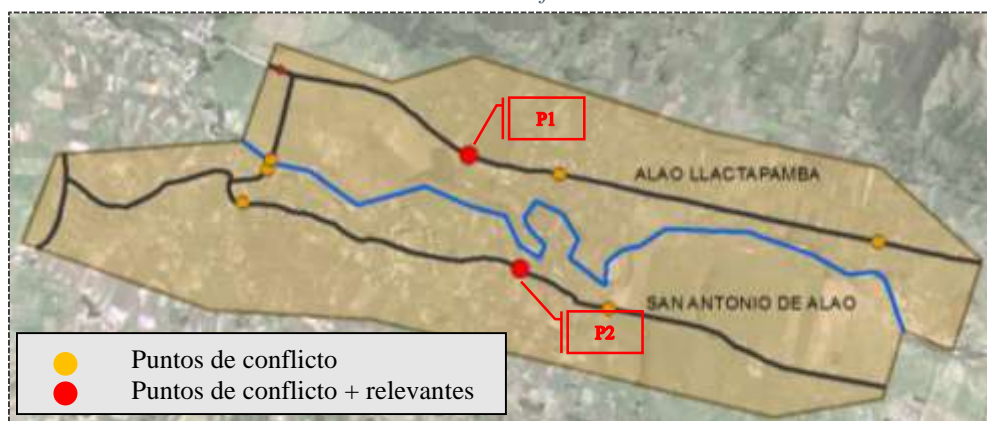 P1
ALAO LLACTAPAMBA
SAN ANTONIO DE ALAO
P2
Puntos de conflicto
Puntos de conflicto + relevantes